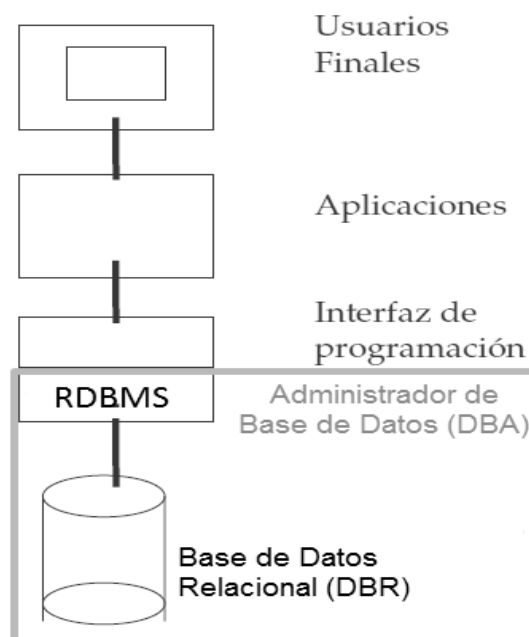 Usuarios
Finales
Aplicaciones
Interfaz de
programación
RDBMS
Administrador de
Base de Datos (DBA)
Base de Datos
Relacional (DBR)